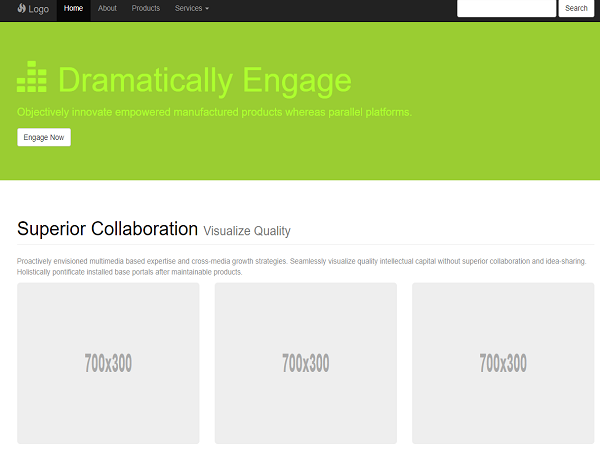 Logo Home About Products Services Search
Dramatically Engage
Objectively innovate empowered manufactured products whereas parallel platforms.
Engage Now
Superior Collaboration Visualize Quality
Proactively envisioned multimedia based expertise and cross-media growth strategies. Seamlessly visualize quality intellectual capital without superior collaboration and idea-sharing.
Holistically pontificate installed base portals after maintainable products.
700x300 700x300 700x300